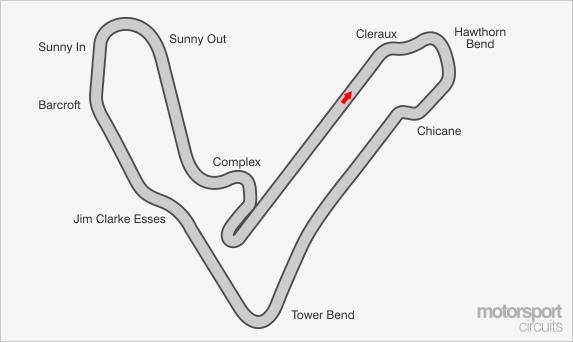 Sunny In
Sunny Out
Cleraux
Hawthorn
Bend
Barcroft
Chicane
Complex
Jim Clarke Esses
Tower Bend
motorsport
circuits